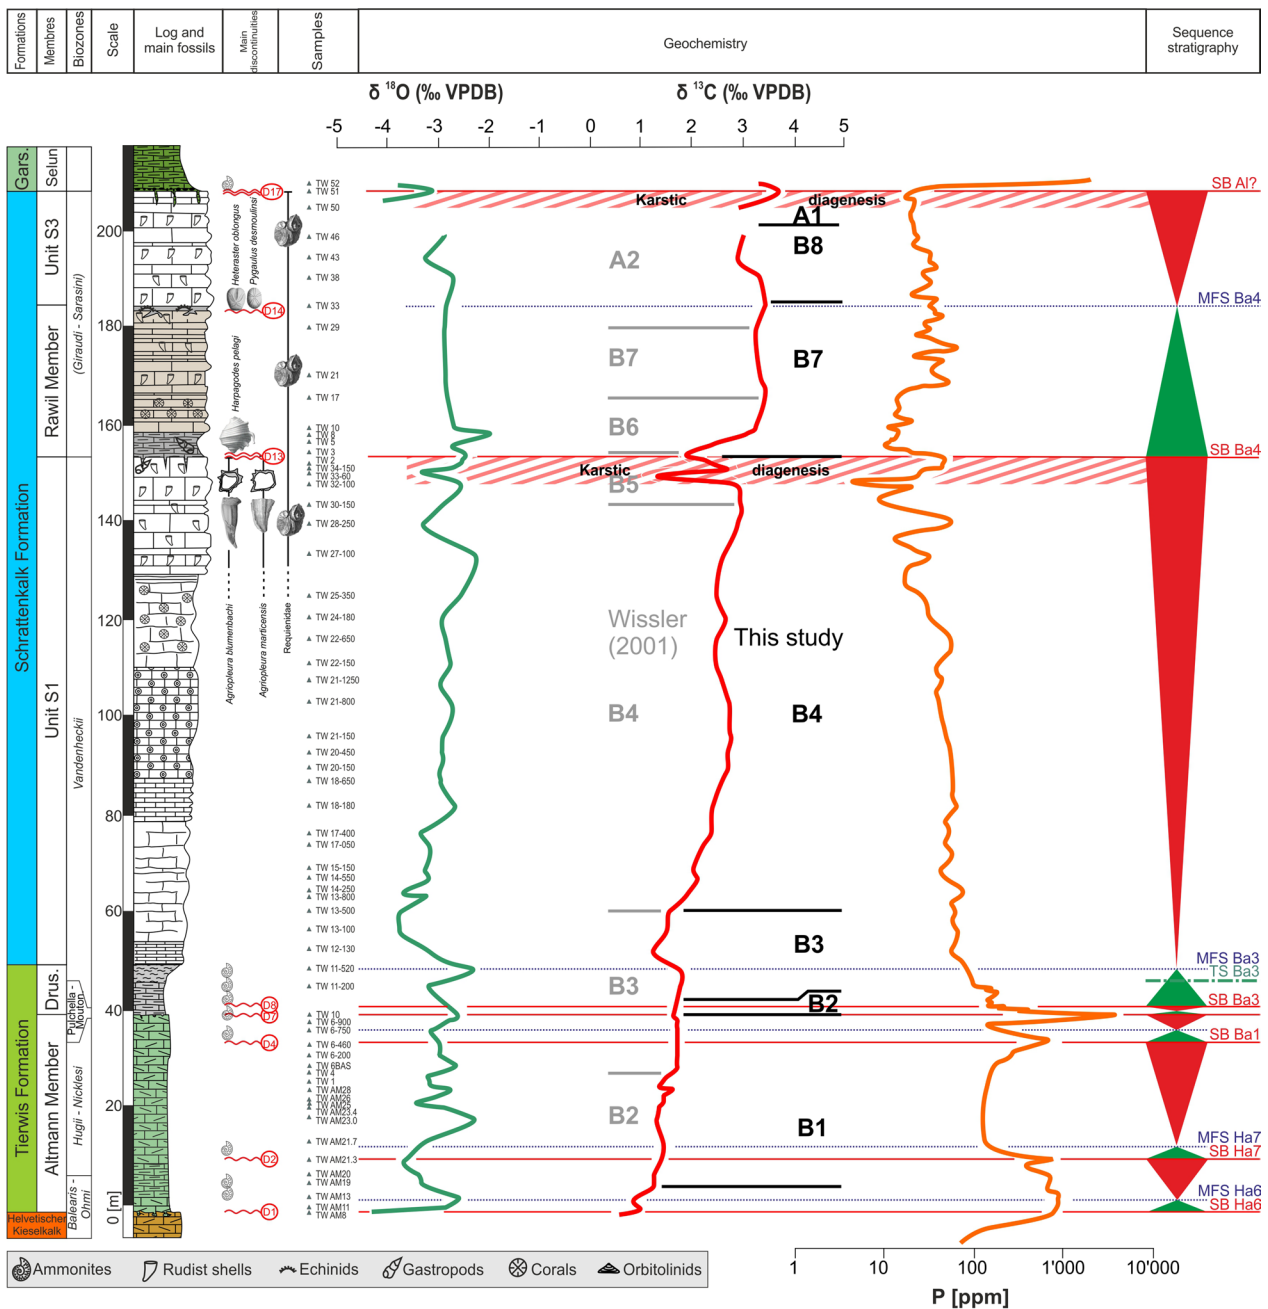 Formations
Membres
Biozones
Scale
Log and
main fossils
Main
discontinuities
Samples
Geochemistry
Sequence
stratigraphy
δ 18O (‰ VPDB)
δ 13C (‰ VPDB)
-5 -4 -3 -2 -1 0 1 2 3 4 5
Gars.
Schrattenkalk Formation
Tierwis Formation
Helvetischer
Kieselkalk
Selun
Unit S3
Rawil Member
Unit S1
Drus.
Altmann Member
(Giraudi - Sarasini)
Vandenheckii
Pulchella -
Mouton.
Hugii - Nicklesi
Balearis -
Ohmi
200
180
160
140
120
100
80
60
40
20
0 [m]
D17
D14
D13
D8
D7
D4
D2
D1
Heteraster oblongus
Pygaulus desmoulinsi
Harpagodes pelagi
Agriopleura blumenbachi
Agriopleura marticensis
Requienidae
TW 52
TW 51
TW 50
TW 46
TW 43
TW 38
TW 33
TW 29
TW 21
TW 17
TW 10
TW 8
TW 5
TW 3
TW 2
TW 34-150
TW 33-60
TW 32-100
TW 30-150
TW 28-250
TW 27-100
TW 25-350
TW 24-180
TW 22-650
TW 22-150
TW 21-1250
TW 21-800
TW 21-150
TW 20-450
TW 20-150
TW 18-650
TW 18-180
TW 17-400
TW 17-050
TW 15-150
TW 14-550
TW 14-250
TW 13-800
TW 13-500
TW 13-100
TW 12-130
TW 11-520
TW 11-200
TW 10
TW 6-900
TW 6-750
TW 6-460
TW 6-200
TW 6BAS
TW 4
TW 1
TW AM28
TW AM26
TW AM25
TW AM23.4
TW AM23.0
TW AM21.7
TW AM21.3
TW AM20
TW AM19
TW AM13
TW AM11
TW AM8
Karstic diagenesis
Karstic diagenesis
A2
B7
B6
B5
Wissler
(2001)
B4
B3
B2
A1
B8
B7
This study
B4
B3
B2
B1
SB Al?
MFS Ba4
SB Ba4
MFS Ba3
TS Ba3
SB Ba3
SB Ba1
MFS Ha7
SB Ha7
MFS Ha6
SB Ha6
Ammonites Rudist shells Echinids Gastropods Corals Orbitolinids
1 10 100 1'000 10'000
P [ppm]